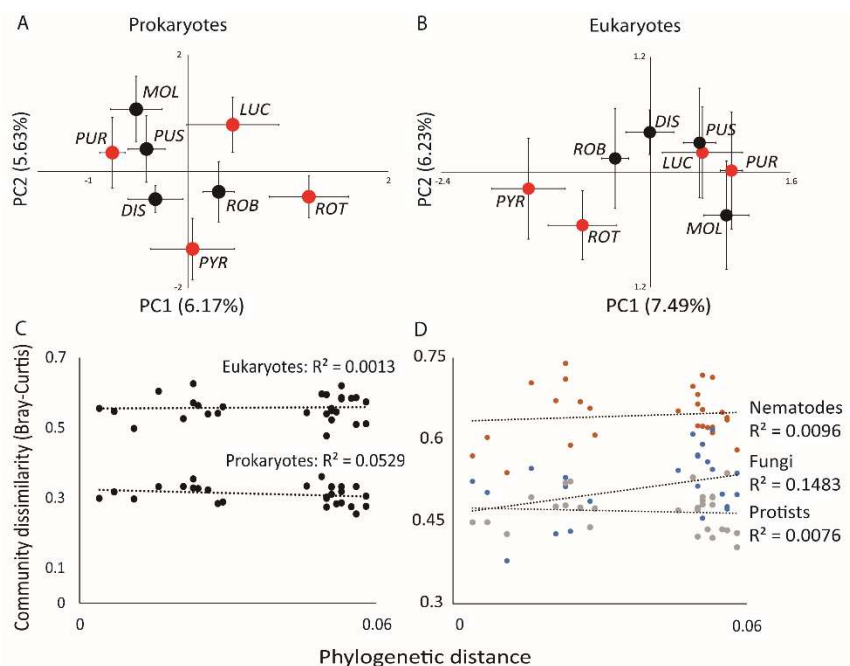 A
Prokaryotes
2
MOL
LUC
PUR
PUS
-1
2
DIS
ROB
ROT
PYR
-2
PC2 (5.63%)
PC1 (6.17%)
B
Eukaryotes
1.2
DIS
PUS
ROB
LUC
PUR
-2.4
1.6
PYR
ROT
MOL
1.2
PC2 (6.23%)
PC1 (7.49%)
C
0.7
Eukaryotes: R² = 0.0013
0.5
Prokaryotes: R² = 0.0529
0.3
0
0
0.06
Community dissimilarity (Bray-Curtis)
D
0.75
Nematodes
R² = 0.0096
0.6
Fungi
R² = 0.1483
0.45
Protists
R² = 0.0076
0.3
0
0.06
Phylogenetic distance